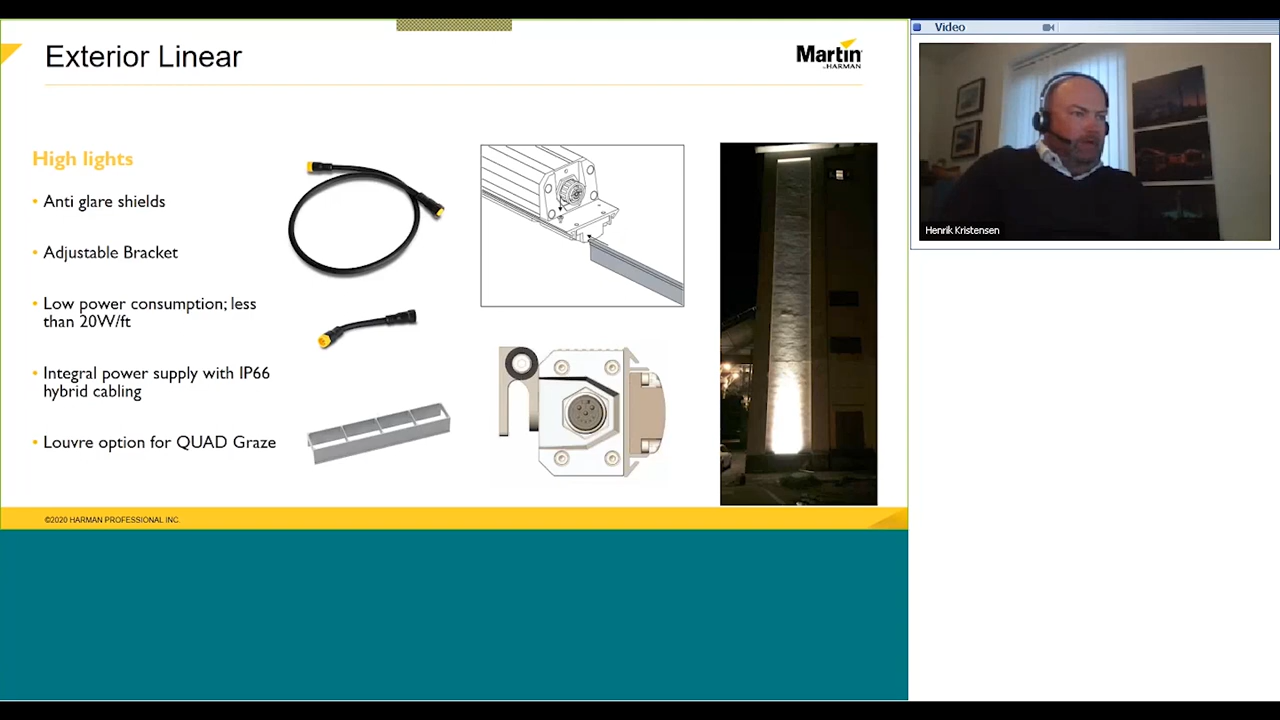 Exterior Linear
Martin
by HARMAN
High lights
• Anti glare shields
• Adjustable Bracket
• Low power consumption; less
than 20W/ft
• Integral power supply with IP66
hybrid cabling
• Louvre option for QUAD Graze
©2020 HARMAN PROFESSIONAL INC.
Video
Henrik Kristensen